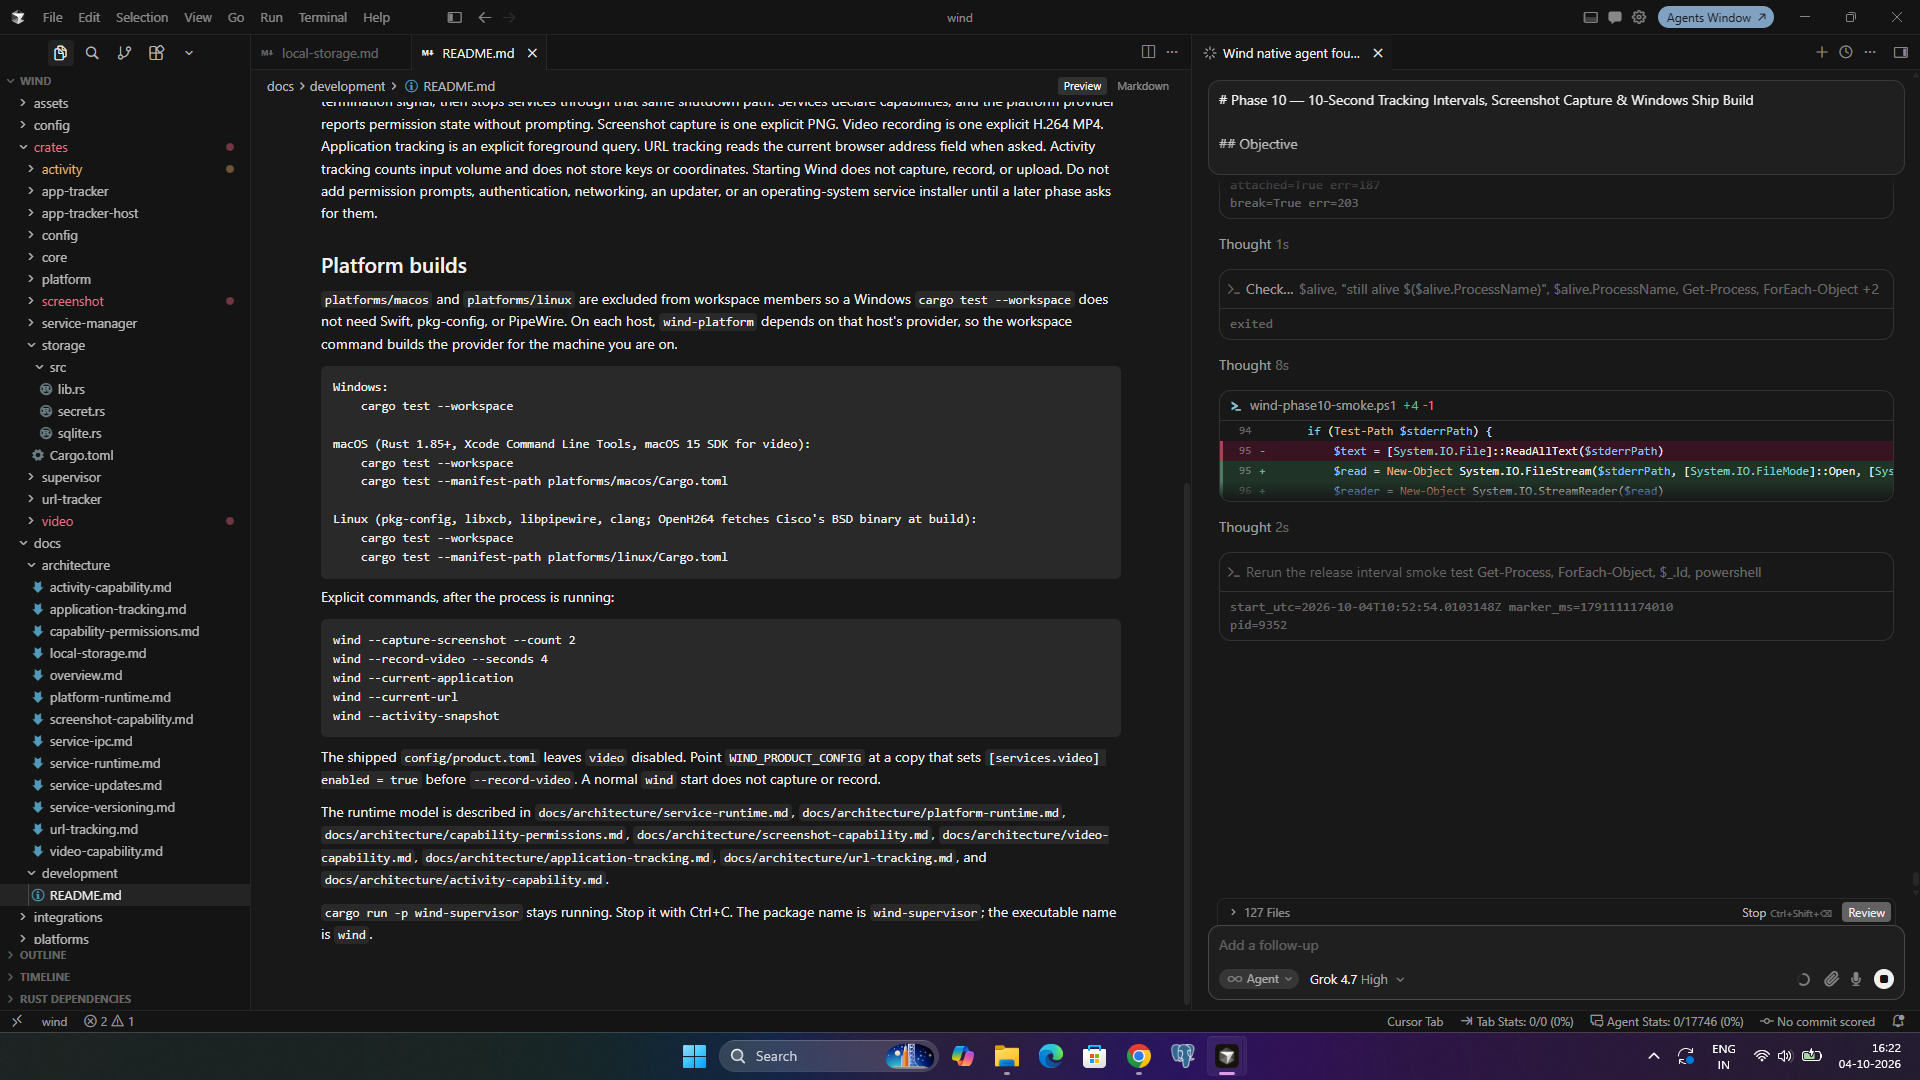 File Edit Selection View Go Run Terminal Help
wind
Agents Window
WIND
assets
config
crates
activity
app-tracker
app-tracker-host
config
core
platform
screenshot
service-manager
storage
src
lib.rs
secret.rs
sqlite.rs
Cargo.toml
supervisor
url-tracker
video
docs
architecture
activity-capability.md
application-tracking.md
capability-permissions.md
local-storage.md
overview.md
platform-runtime.md
screenshot-capability.md
service-ipc.md
service-runtime.md
service-updates.md
service-versioning.md
url-tracking.md
video-capability.md
development
README.md
integrations
platforms
OUTLINE
TIMELINE
RUST DEPENDENCIES
local-storage.md
README.md
docs > development > README.md
Preview Markdown
termination signal, then stops services through that same shutdown path. Services declare capabilities, and the platform provider
reports permission state without prompting. Screenshot capture is one explicit PNG. Video recording is one explicit H.264 MP4.
Application tracking is an explicit foreground query. URL tracking reads the current browser address field when asked. Activity
tracking counts input volume and does not store keys or coordinates. Starting Wind does not capture, record, or upload. Do not
add permission prompts, authentication, networking, an updater, or an operating-system service installer until a later phase asks
for them.
Platform builds
platforms/macos and platforms/linux are excluded from workspace members so a Windows cargo test --workspace does
not need Swift, pkg-config, or PipeWire. On each host, wind-platform depends on that host's provider, so the workspace
command builds the provider for the machine you are on.
Windows:
cargo test --workspace
macOS (Rust 1.85+, Xcode Command Line Tools, macOS 15 SDK for video):
cargo test --workspace
cargo test --manifest-path platforms/macos/Cargo.toml
Linux (pkg-config, libxcb, libpipewire, clang; OpenH264 fetches Cisco's BSD binary at build):
cargo test --workspace
cargo test --manifest-path platforms/linux/Cargo.toml
Explicit commands, after the process is running:
wind --capture-screenshot --count 2
wind --record-video --seconds 4
wind --current-application
wind --current-url
wind --activity-snapshot
The shipped config/product.toml leaves video disabled. Point WIND_PRODUCT_CONFIG at a copy that sets [services.video]
enabled = true before --record-video. A normal wind start does not capture or record.
The runtime model is described in docs/architecture/service-runtime.md, docs/architecture/platform-runtime.md,
docs/architecture/capability-permissions.md, docs/architecture/screenshot-capability.md, docs/architecture/video-
capability.md, docs/architecture/application-tracking.md, docs/architecture/url-tracking.md, and
docs/architecture/activity-capability.md.
cargo run -p wind-supervisor stays running. Stop it with Ctrl+C. The package name is wind-supervisor; the executable name
is wind.
Wind native agent fou...
# Phase 10 — 10-Second Tracking Intervals, Screenshot Capture & Windows Ship Build
## Objective
attached=True err=187
break=True err=203
Thought 1s
Check... $alive, "still alive $($alive.ProcessName)", $alive.ProcessName, Get-Process, ForEach-Object +2
exited
Thought 8s
wind-phase10-smoke.ps1 +4 -1
94 if (Test-Path $stderrPath) {
95 - $text = [System.IO.File]::ReadAllText($stderrPath)
95 + $read = New-Object System.IO.FileStream($stderrPath, [System.IO.FileMode]::Open, [Sys
96 + $reader = New-Object System.IO.StreamReader($read)
Thought 2s
Rerun the release interval smoke test Get-Process, ForEach-Object, $_.Id, powershell
start_utc=2026-10-04T10:52:54.0103148Z marker_ms=1791111174010
pid=9352
127 Files
Stop Ctrl+Shift+⌫ Review
Add a follow-up
Agent Grok 4.7 High
wind 2 1
Cursor Tab Tab Stats: 0/0 (0%) Agent Stats: 0/17746 (0%) No commit scored
Search
ENG
IN
16:22
04-10-2026